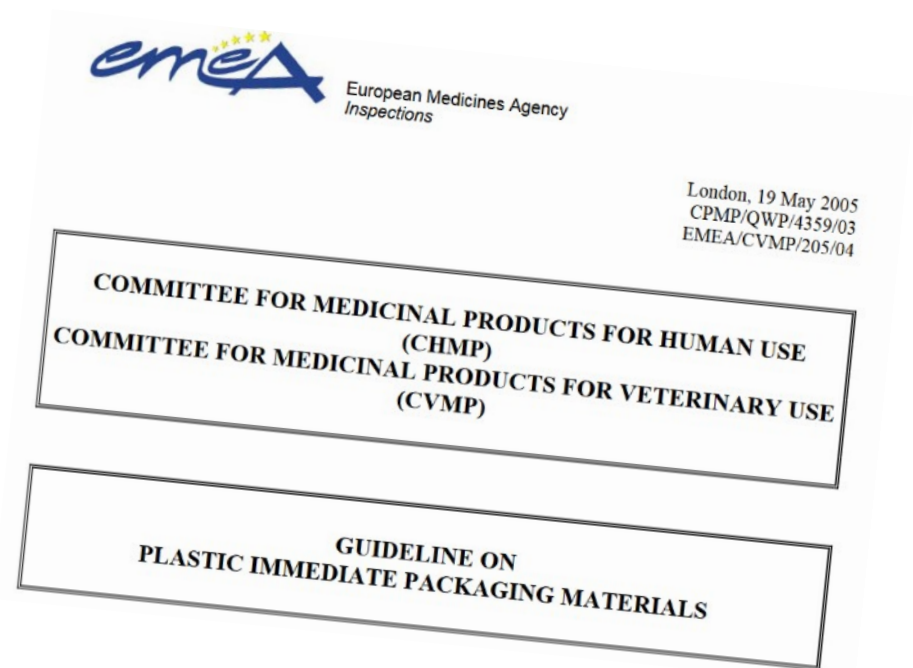 emeA
European Medicines Agency
Inspections
London, 19 May 2005
CPMP/QWP/4359/03
EMEA/CVMP/205/04
COMMITTEE FOR MEDICINAL PRODUCTS FOR HUMAN USE
(CHMP)
COMMITTEE FOR MEDICINAL PRODUCTS FOR VETERINARY USE
(CVMP)
GUIDELINE ON
PLASTIC IMMEDIATE PACKAGING MATERIALS